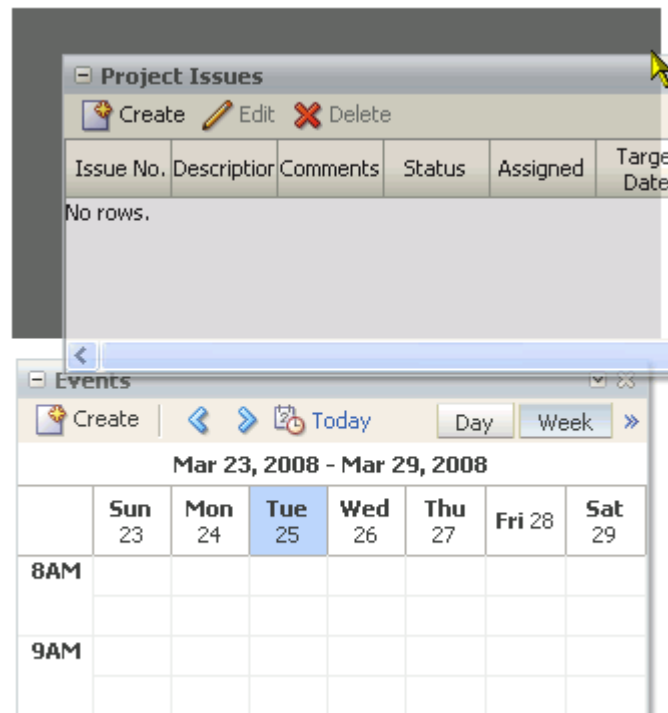 Project Issues
Create Edit Delete
Issue No. Description Comments Status Assigned Targe
Date
No rows.
Events
Create Today Day Week »
Mar 23, 2008 - Mar 29, 2008
Sun Mon Tue Wed Thu Fri 28 Sat
23 24 25 26 27 29
8AM
9AM